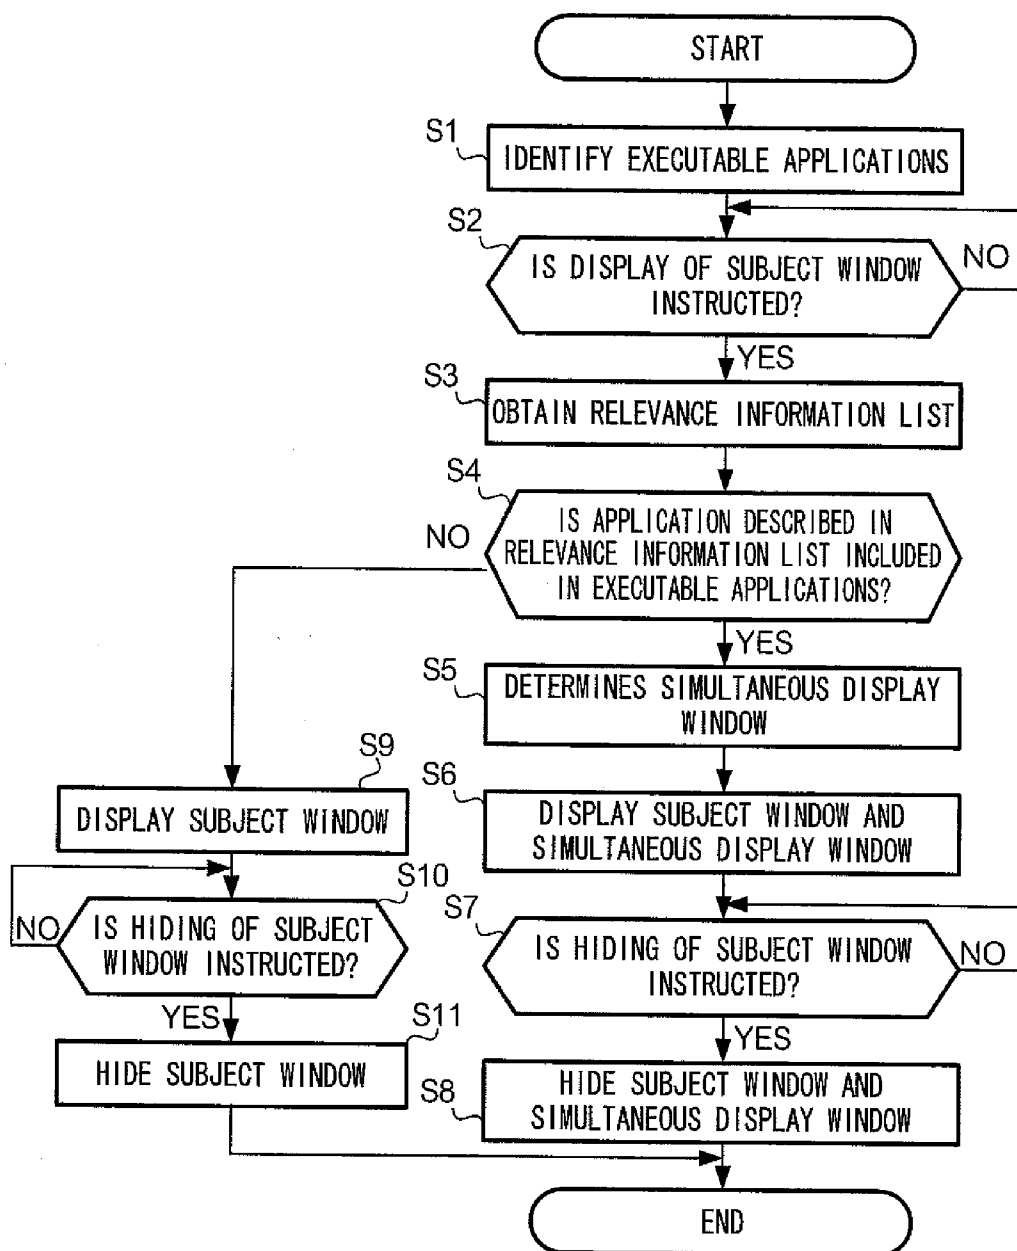 START
S1
IDENTIFY EXECUTABLE APPLICATIONS
S2
IS DISPLAY OF SUBJECT WINDOW
INSTRUCTED?
NO
YES
S3
OBTAIN RELEVANCE INFORMATION LIST
S4
IS APPLICATION DESCRIBED IN
RELEVANCE INFORMATION LIST INCLUDED
IN EXECUTABLE APPLICATIONS?
NO
YES
S5
DETERMINES SIMULTANEOUS DISPLAY
WINDOW
S6
DISPLAY SUBJECT WINDOW AND
SIMULTANEOUS DISPLAY WINDOW
S7
IS HIDING OF SUBJECT WINDOW
INSTRUCTED?
NO
YES
S8
HIDE SUBJECT WINDOW AND
SIMULTANEOUS DISPLAY WINDOW
S9
DISPLAY SUBJECT WINDOW
S10
IS HIDING OF SUBJECT
WINDOW INSTRUCTED?
NO
YES
S11
HIDE SUBJECT WINDOW
END